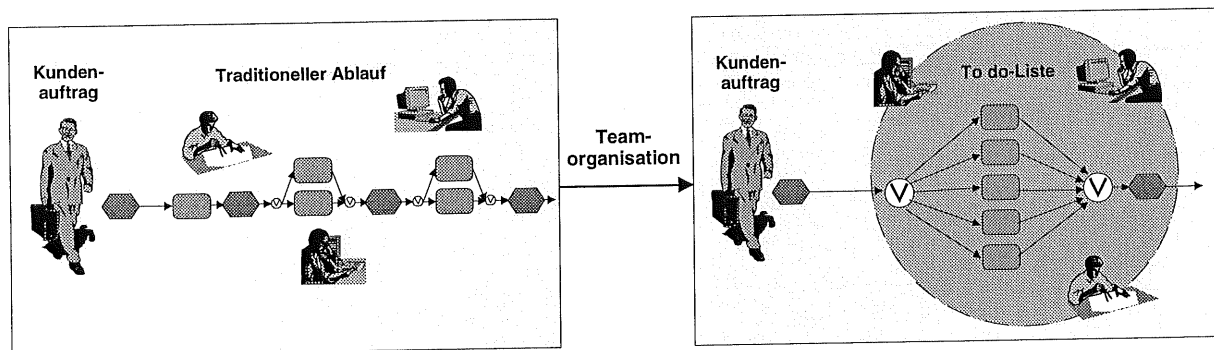 Kunden-
auftrag
Traditioneller Ablauf
V
V
V
V
Team-
organisation
Kunden-
auftrag
To do-Liste
V
V